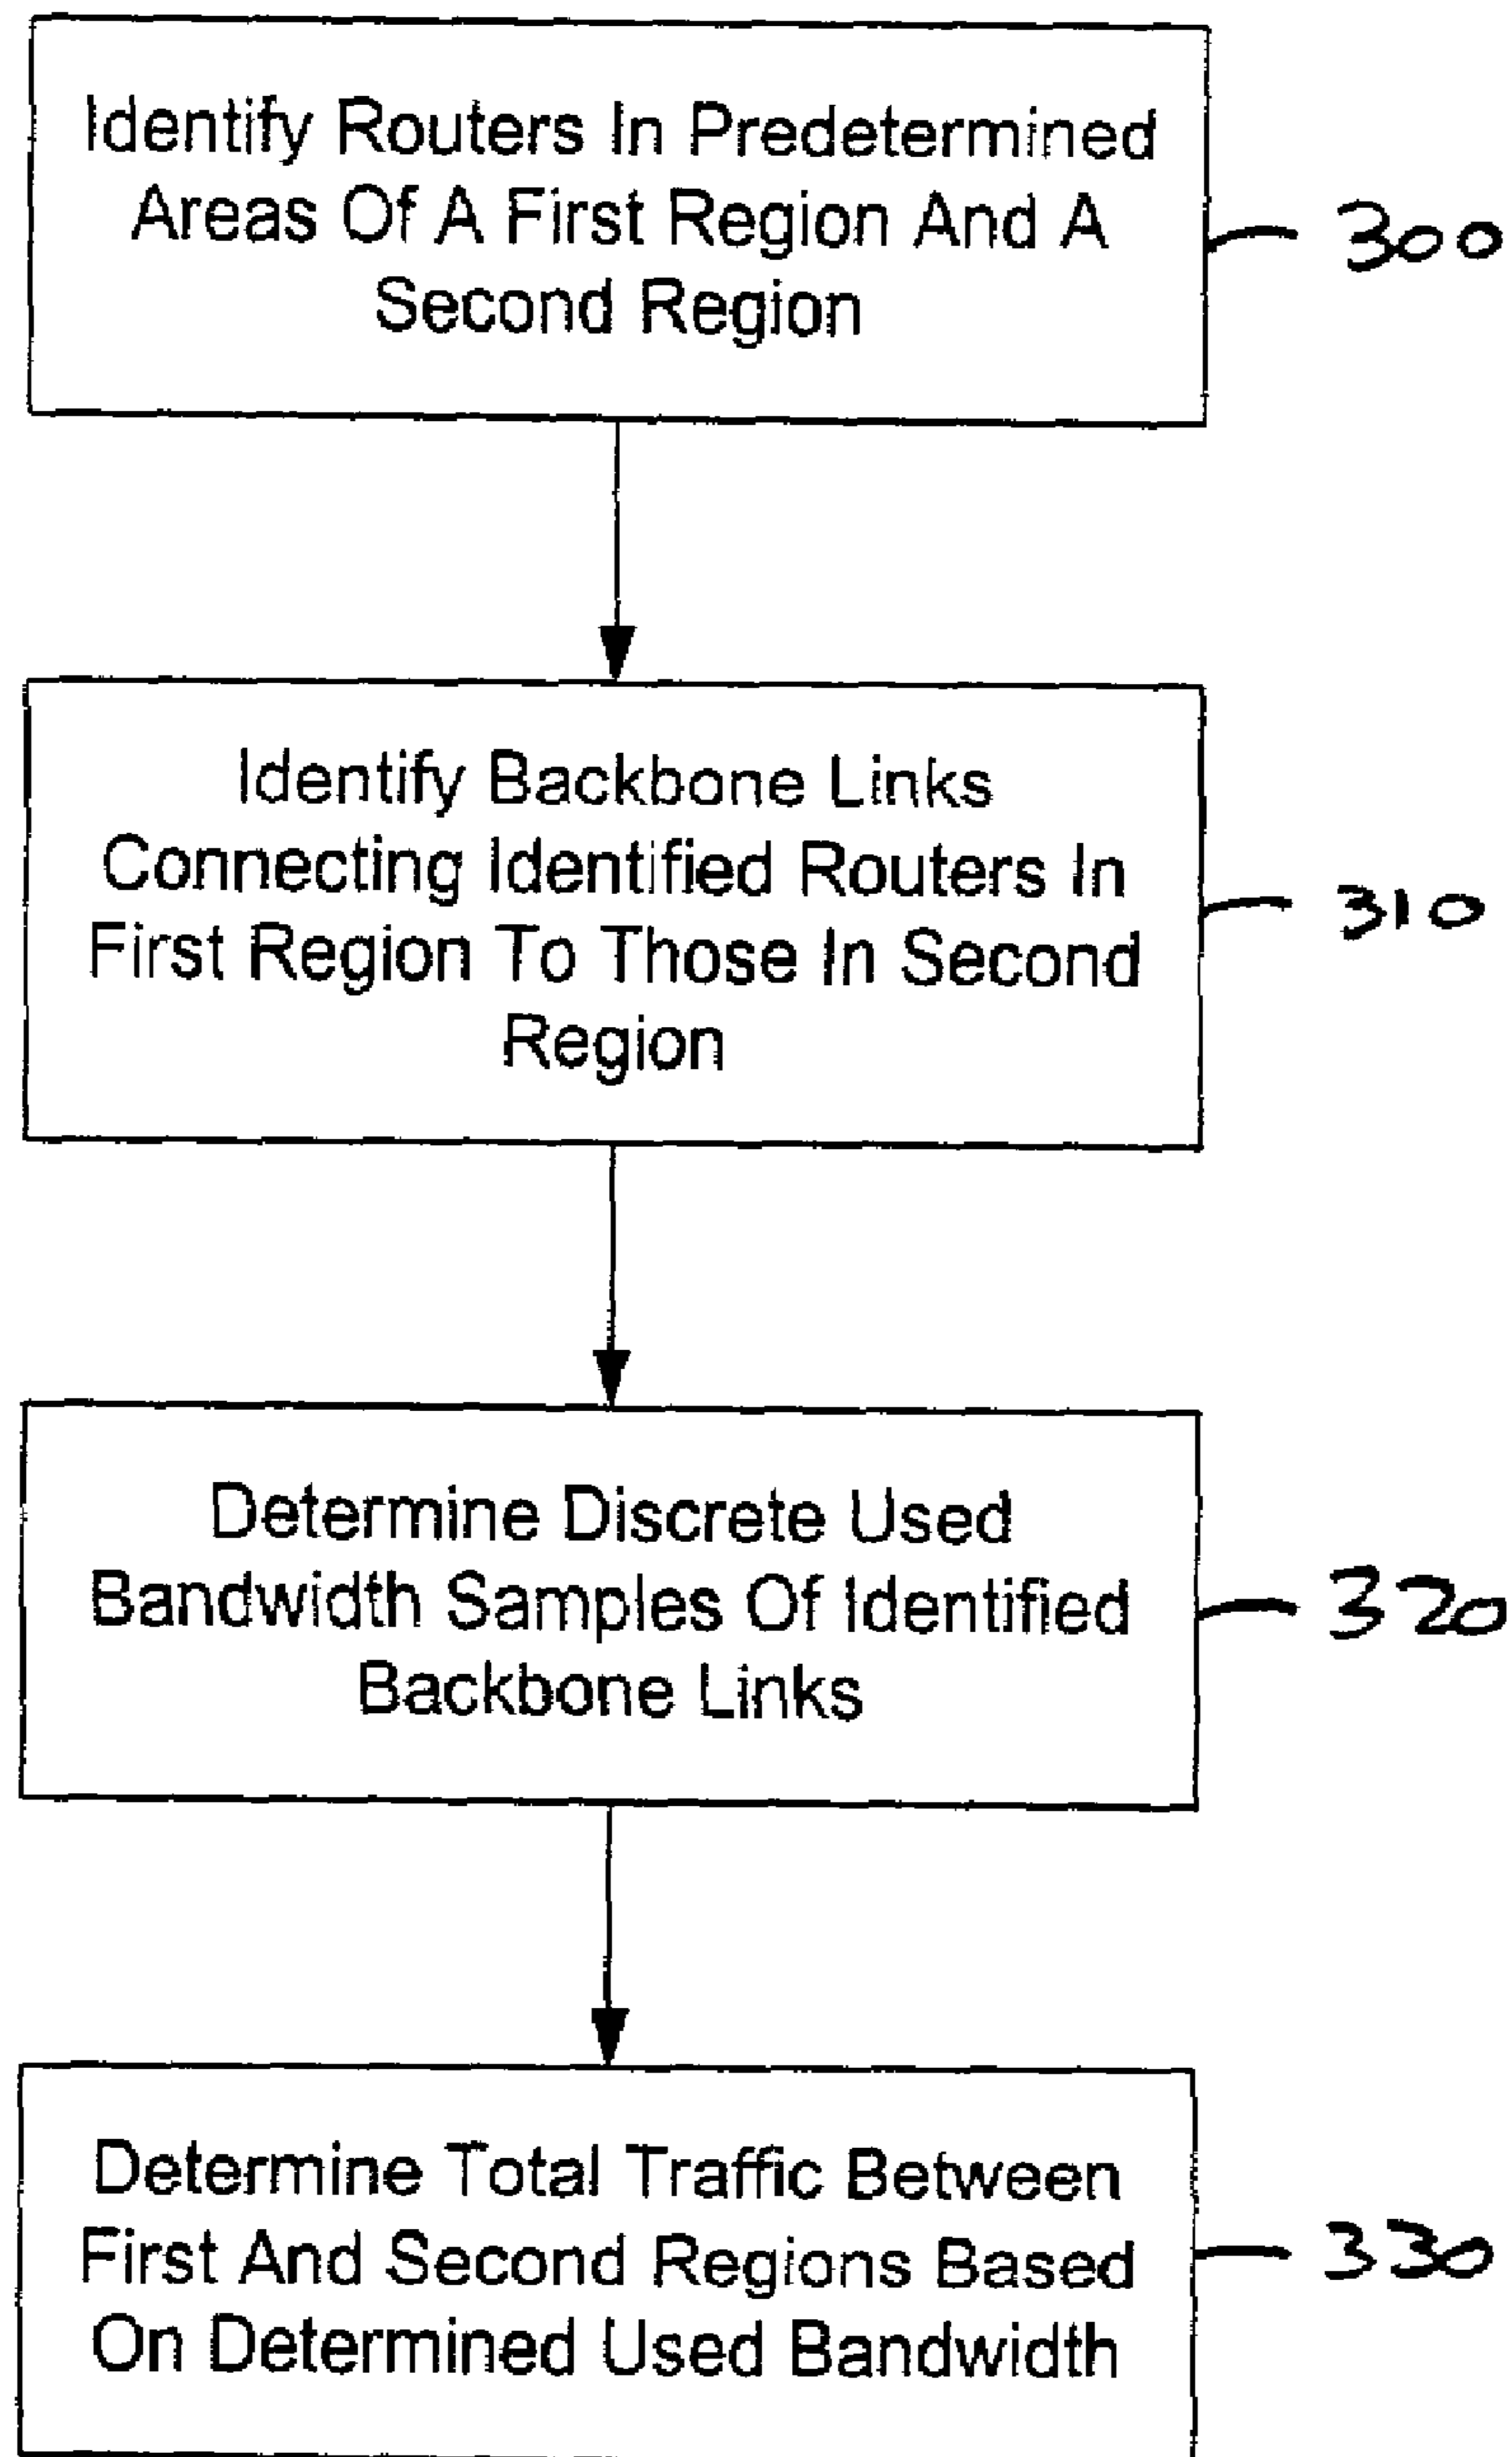 Identify Routers In Predetermined
Areas Of A First Region And A
Second Region
300
Identify Backbone Links
Connecting Identified Routers In
First Region To Those In Second
Region
310
Determine Discrete Used
Bandwidth Samples Of Identified
Backbone Links
320
Determine Total Traffic Between
First And Second Regions Based
On Determined Used Bandwidth
330